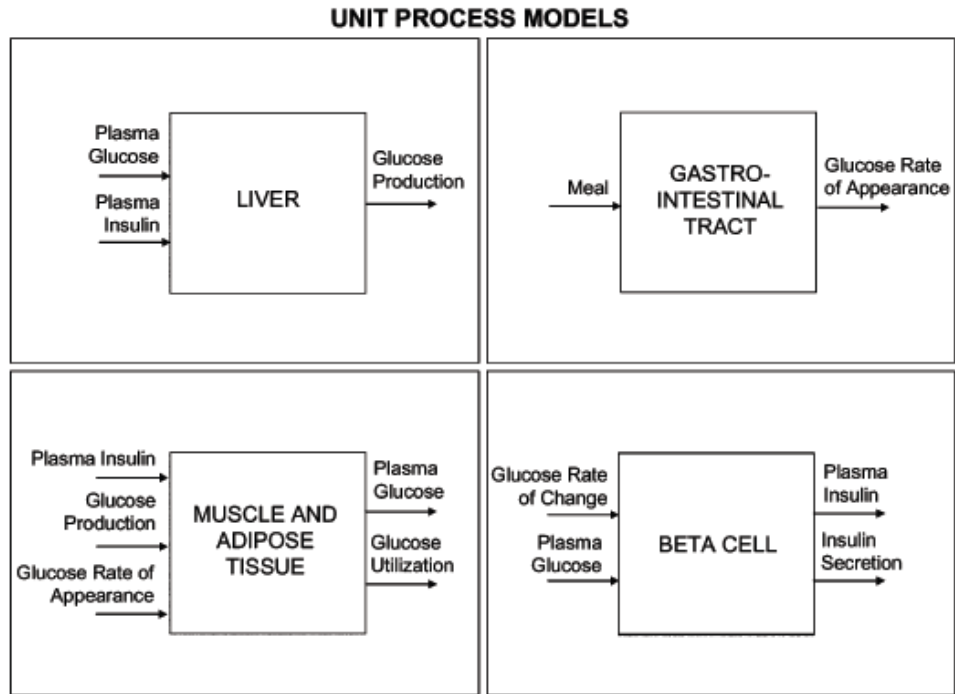 UNIT PROCESS MODELS
Plasma
Glucose
Plasma
Insulin
LIVER
Glucose
Production
Meal
GASTRO-
INTESTINAL
TRACT
Glucose Rate
of Appearance
Plasma Insulin
Glucose
Production
Glucose Rate of
Appearance
MUSCLE AND
ADIPOSE
TISSUE
Plasma
Glucose
Glucose
Utilization
Glucose Rate
of Change
Plasma
Glucose
BETA CELL
Plasma
Insulin
Insulin
Secretion